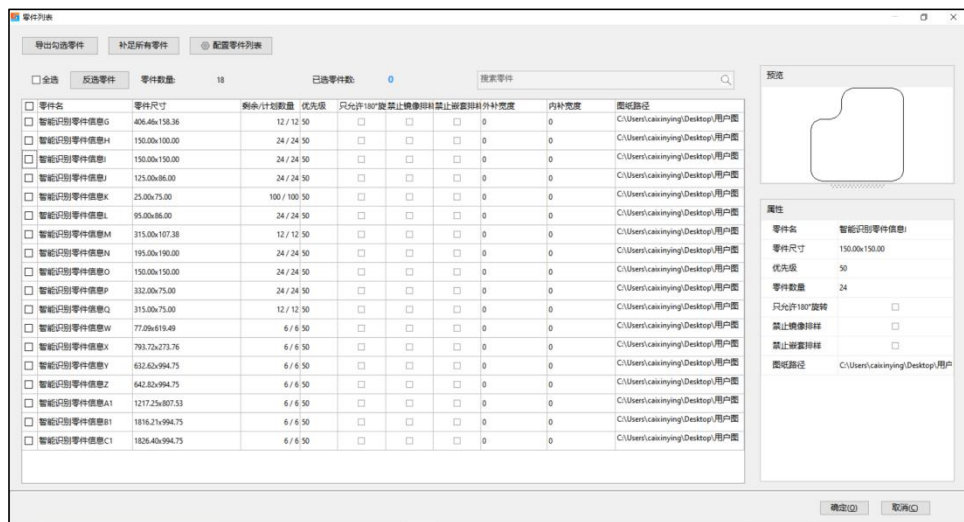 零件列表
导出勾选零件 补足所有零件 配置零件列表
全选 反选零件 零件数量: 18 已选零件数: 0 搜索零件
零件名 零件尺寸 剩余/计划数量 优先级 只允许180°旋 禁止镜像排样 禁止嵌套排样 外补宽度 内补宽度 图纸路径
智能识别零件信息G 406.46x158.36 12 / 12 50 0 0 C:\Users\caixinying\Desktop\用户图
智能识别零件信息H 150.00x100.00 24 / 24 50 0 0 C:\Users\caixinying\Desktop\用户图
智能识别零件信息I 150.00x150.00 24 / 24 50 0 0 C:\Users\caixinying\Desktop\用户图
智能识别零件信息J 125.00x86.00 24 / 24 50 0 0 C:\Users\caixinying\Desktop\用户图
智能识别零件信息K 25.00x75.00 100 / 100 50 0 0 C:\Users\caixinying\Desktop\用户图
智能识别零件信息L 95.00x86.00 24 / 24 50 0 0 C:\Users\caixinying\Desktop\用户图
智能识别零件信息M 315.00x107.38 12 / 12 50 0 0 C:\Users\caixinying\Desktop\用户图
智能识别零件信息N 195.00x190.00 24 / 24 50 0 0 C:\Users\caixinying\Desktop\用户图
智能识别零件信息O 150.00x150.00 24 / 24 50 0 0 C:\Users\caixinying\Desktop\用户图
智能识别零件信息P 332.00x75.00 24 / 24 50 0 0 C:\Users\caixinying\Desktop\用户图
智能识别零件信息Q 315.00x75.00 12 / 12 50 0 0 C:\Users\caixinying\Desktop\用户图
智能识别零件信息W 77.09x619.49 6 / 6 50 0 0 C:\Users\caixinying\Desktop\用户图
智能识别零件信息X 793.72x273.76 6 / 6 50 0 0 C:\Users\caixinying\Desktop\用户图
智能识别零件信息Y 632.62x994.75 6 / 6 50 0 0 C:\Users\caixinying\Desktop\用户图
智能识别零件信息Z 642.82x994.75 6 / 6 50 0 0 C:\Users\caixinying\Desktop\用户图
智能识别零件信息A1 1217.25x807.53 6 / 6 50 0 0 C:\Users\caixinying\Desktop\用户图
智能识别零件信息B1 1816.21x994.75 6 / 6 50 0 0 C:\Users\caixinying\Desktop\用户图
智能识别零件信息C1 1826.40x994.75 6 / 6 50 0 0 C:\Users\caixinying\Desktop\用户图
预览
属性
零件名 智能识别零件信息I
零件尺寸 150.00x150.00
优先级 50
零件数量 24
只允许180°旋转
禁止镜像排样
禁止嵌套排样
图纸路径 C:\Users\caixinying\Desktop\用户
确定(O) 取消(C)